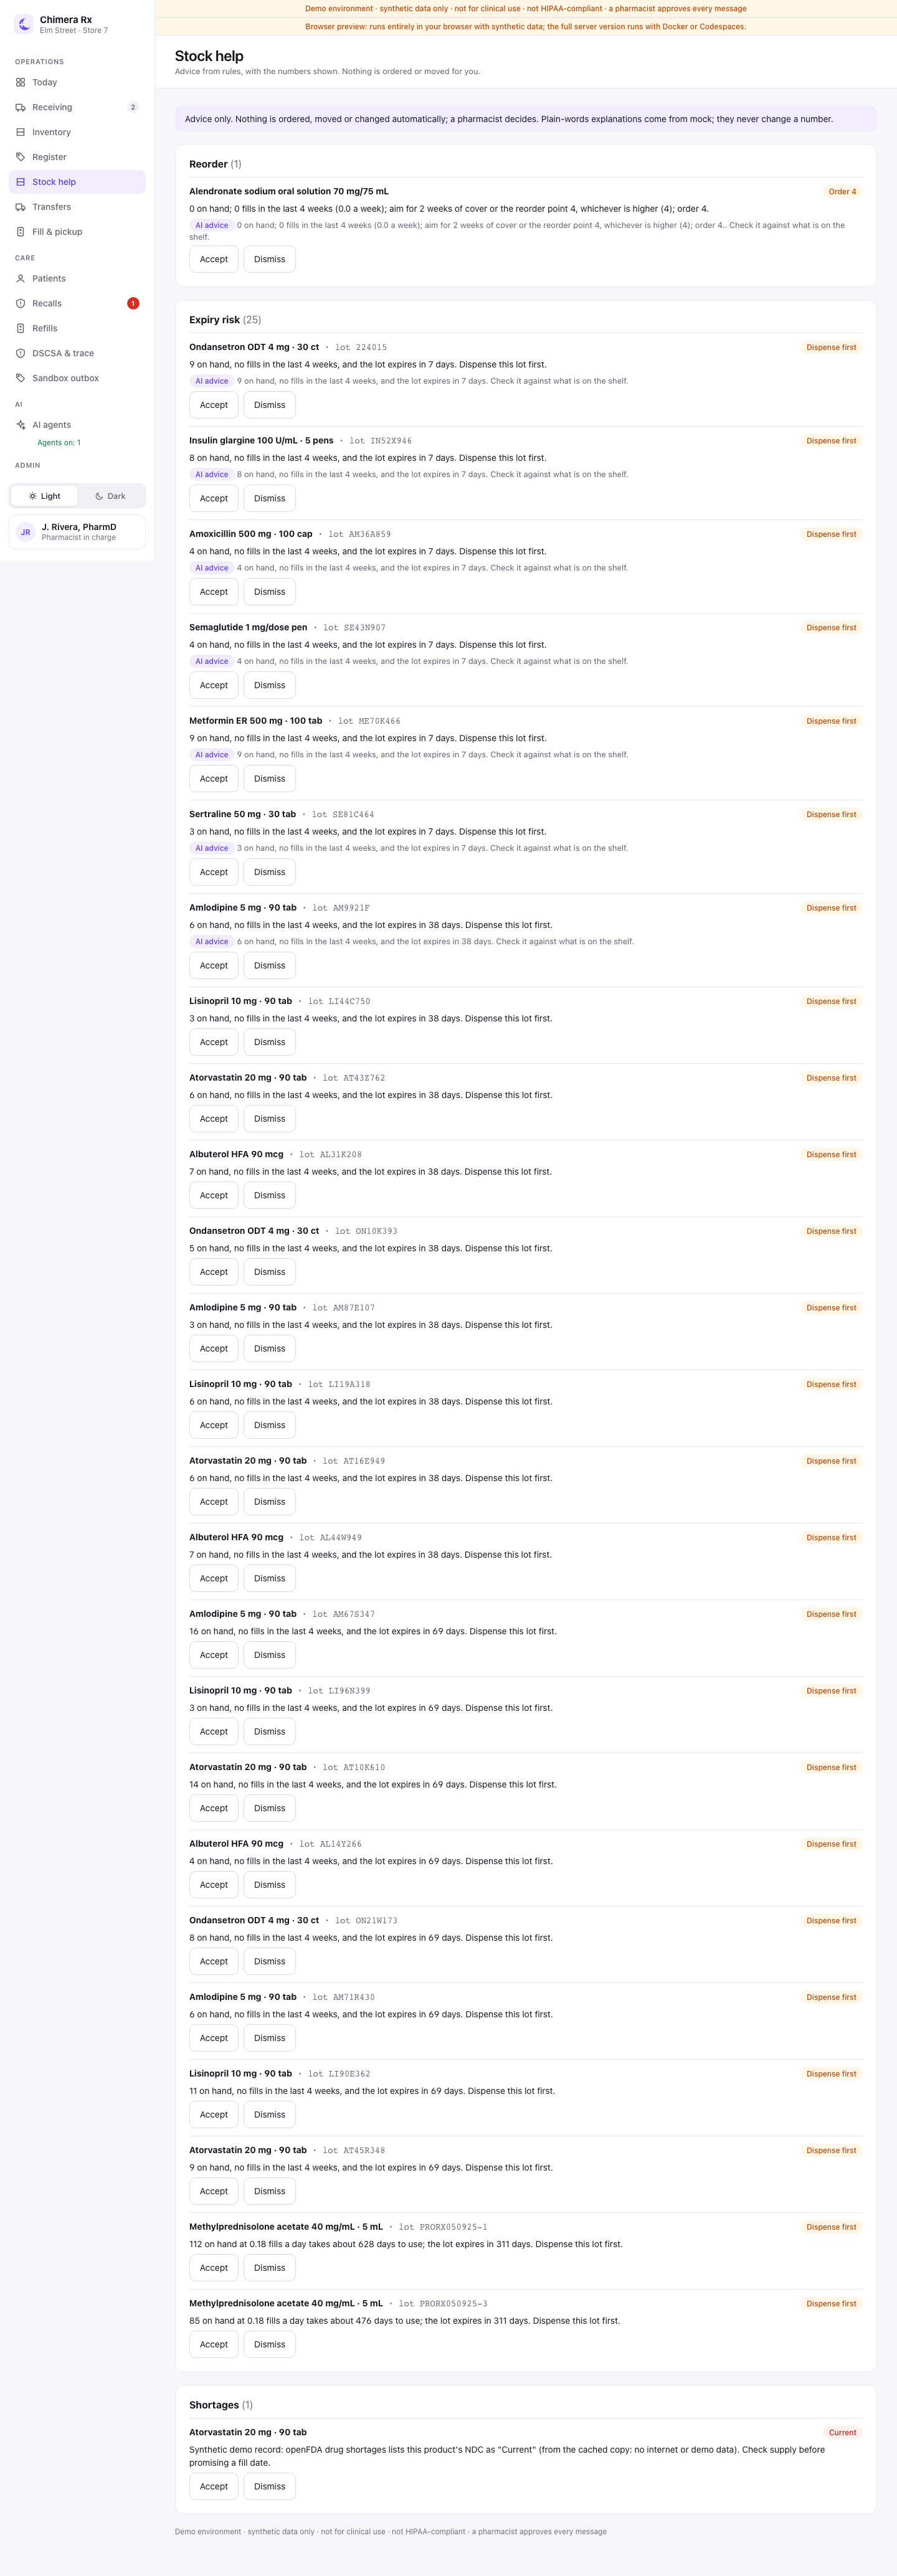 Chimera Rx
Elm Street · Store 7
OPERATIONS
Today
Receiving 2
Inventory
Register
Stock help
Transfers
Fill & pickup
CARE
Patients
Recalls 1
Refills
DSCSA & trace
Sandbox outbox
AI
AI agents
Agents on: 1
ADMIN
Light Dark
JR J. Rivera, PharmD
Pharmacist in charge
Demo environment · synthetic data only · not for clinical use · not HIPAA-compliant · a pharmacist approves every message
Browser preview: runs entirely in your browser with synthetic data; the full server version runs with Docker or Codespaces.
Stock help
Advice from rules, with the numbers shown. Nothing is ordered or moved for you.
Advice only. Nothing is ordered, moved or changed automatically; a pharmacist decides. Plain-words explanations come from mock; they never change a number.
Reorder (1)
Alendronate sodium oral solution 70 mg/75 mL Order 4
0 on hand; 0 fills in the last 4 weeks (0.0 a week); aim for 2 weeks of cover or the reorder point 4, whichever is higher (4); order 4.
AI advice 0 on hand; 0 fills in the last 4 weeks (0.0 a week); aim for 2 weeks of cover or the reorder point 4, whichever is higher (4); order 4.. Check it against what is on the
shelf.
Accept Dismiss
Expiry risk (25)
Ondansetron ODT 4 mg · 30 ct · lot 224015 Dispense first
9 on hand, no fills in the last 4 weeks, and the lot expires in 7 days. Dispense this lot first.
AI advice 9 on hand, no fills in the last 4 weeks, and the lot expires in 7 days. Check it against what is on the shelf.
Accept Dismiss
Insulin glargine 100 U/mL · 5 pens · lot IN52X946 Dispense first
8 on hand, no fills in the last 4 weeks, and the lot expires in 7 days. Dispense this lot first.
AI advice 8 on hand, no fills in the last 4 weeks, and the lot expires in 7 days. Check it against what is on the shelf.
Accept Dismiss
Amoxicillin 500 mg · 100 cap · lot AM36A859 Dispense first
4 on hand, no fills in the last 4 weeks, and the lot expires in 7 days. Dispense this lot first.
AI advice 4 on hand, no fills in the last 4 weeks, and the lot expires in 7 days. Check it against what is on the shelf.
Accept Dismiss
Semaglutide 1 mg/dose pen · lot SE43N907 Dispense first
4 on hand, no fills in the last 4 weeks, and the lot expires in 7 days. Dispense this lot first.
AI advice 4 on hand, no fills in the last 4 weeks, and the lot expires in 7 days. Check it against what is on the shelf.
Accept Dismiss
Metformin ER 500 mg · 100 tab · lot ME70K466 Dispense first
9 on hand, no fills in the last 4 weeks, and the lot expires in 7 days. Dispense this lot first.
AI advice 9 on hand, no fills in the last 4 weeks, and the lot expires in 7 days. Check it against what is on the shelf.
Accept Dismiss
Sertraline 50 mg · 30 tab · lot SE81C464 Dispense first
3 on hand, no fills in the last 4 weeks, and the lot expires in 7 days. Dispense this lot first.
AI advice 3 on hand, no fills in the last 4 weeks, and the lot expires in 7 days. Check it against what is on the shelf.
Accept Dismiss
Amlodipine 5 mg · 90 tab · lot AM9921F Dispense first
6 on hand, no fills in the last 4 weeks, and the lot expires in 38 days. Dispense this lot first.
AI advice 6 on hand, no fills in the last 4 weeks, and the lot expires in 38 days. Check it against what is on the shelf.
Accept Dismiss
Lisinopril 10 mg · 90 tab · lot LI44C750 Dispense first
3 on hand, no fills in the last 4 weeks, and the lot expires in 38 days. Dispense this lot first.
Accept Dismiss
Atorvastatin 20 mg · 90 tab · lot AT43Z762 Dispense first
6 on hand, no fills in the last 4 weeks, and the lot expires in 38 days. Dispense this lot first.
Accept Dismiss
Albuterol HFA 90 mcg · lot AL31K208 Dispense first
7 on hand, no fills in the last 4 weeks, and the lot expires in 38 days. Dispense this lot first.
Accept Dismiss
Ondansetron ODT 4 mg · 30 ct · lot ON10K393 Dispense first
5 on hand, no fills in the last 4 weeks, and the lot expires in 38 days. Dispense this lot first.
Accept Dismiss
Amlodipine 5 mg · 90 tab · lot AM87E107 Dispense first
3 on hand, no fills in the last 4 weeks, and the lot expires in 38 days. Dispense this lot first.
Accept Dismiss
Lisinopril 10 mg · 90 tab · lot LI19A318 Dispense first
6 on hand, no fills in the last 4 weeks, and the lot expires in 38 days. Dispense this lot first.
Accept Dismiss
Atorvastatin 20 mg · 90 tab · lot AT16E949 Dispense first
6 on hand, no fills in the last 4 weeks, and the lot expires in 38 days. Dispense this lot first.
Accept Dismiss
Albuterol HFA 90 mcg · lot AL44W949 Dispense first
7 on hand, no fills in the last 4 weeks, and the lot expires in 38 days. Dispense this lot first.
Accept Dismiss
Amlodipine 5 mg · 90 tab · lot AM67S347 Dispense first
16 on hand, no fills in the last 4 weeks, and the lot expires in 69 days. Dispense this lot first.
Accept Dismiss
Lisinopril 10 mg · 90 tab · lot LI96N399 Dispense first
3 on hand, no fills in the last 4 weeks, and the lot expires in 69 days. Dispense this lot first.
Accept Dismiss
Atorvastatin 20 mg · 90 tab · lot AT10K610 Dispense first
14 on hand, no fills in the last 4 weeks, and the lot expires in 69 days. Dispense this lot first.
Accept Dismiss
Albuterol HFA 90 mcg · lot AL14Y266 Dispense first
4 on hand, no fills in the last 4 weeks, and the lot expires in 69 days. Dispense this lot first.
Accept Dismiss
Ondansetron ODT 4 mg · 30 ct · lot ON21W173 Dispense first
8 on hand, no fills in the last 4 weeks, and the lot expires in 69 days. Dispense this lot first.
Accept Dismiss
Amlodipine 5 mg · 90 tab · lot AM71R430 Dispense first
6 on hand, no fills in the last 4 weeks, and the lot expires in 69 days. Dispense this lot first.
Accept Dismiss
Lisinopril 10 mg · 90 tab · lot LI90E362 Dispense first
11 on hand, no fills in the last 4 weeks, and the lot expires in 69 days. Dispense this lot first.
Accept Dismiss
Atorvastatin 20 mg · 90 tab · lot AT45R348 Dispense first
9 on hand, no fills in the last 4 weeks, and the lot expires in 69 days. Dispense this lot first.
Accept Dismiss
Methylprednisolone acetate 40 mg/mL · 5 mL · lot PRORX050925-1 Dispense first
112 on hand at 0.18 fills a day takes about 628 days to use; the lot expires in 311 days. Dispense this lot first.
Accept Dismiss
Methylprednisolone acetate 40 mg/mL · 5 mL · lot PRORX050925-3 Dispense first
85 on hand at 0.18 fills a day takes about 476 days to use; the lot expires in 311 days. Dispense this lot first.
Accept Dismiss
Shortages (1)
Atorvastatin 20 mg · 90 tab Current
Synthetic demo record: openFDA drug shortages lists this product's NDC as "Current" (from the cached copy: no internet or demo data). Check supply before
promising a fill date.
Accept Dismiss
Demo environment · synthetic data only · not for clinical use · not HIPAA-compliant · a pharmacist approves every message